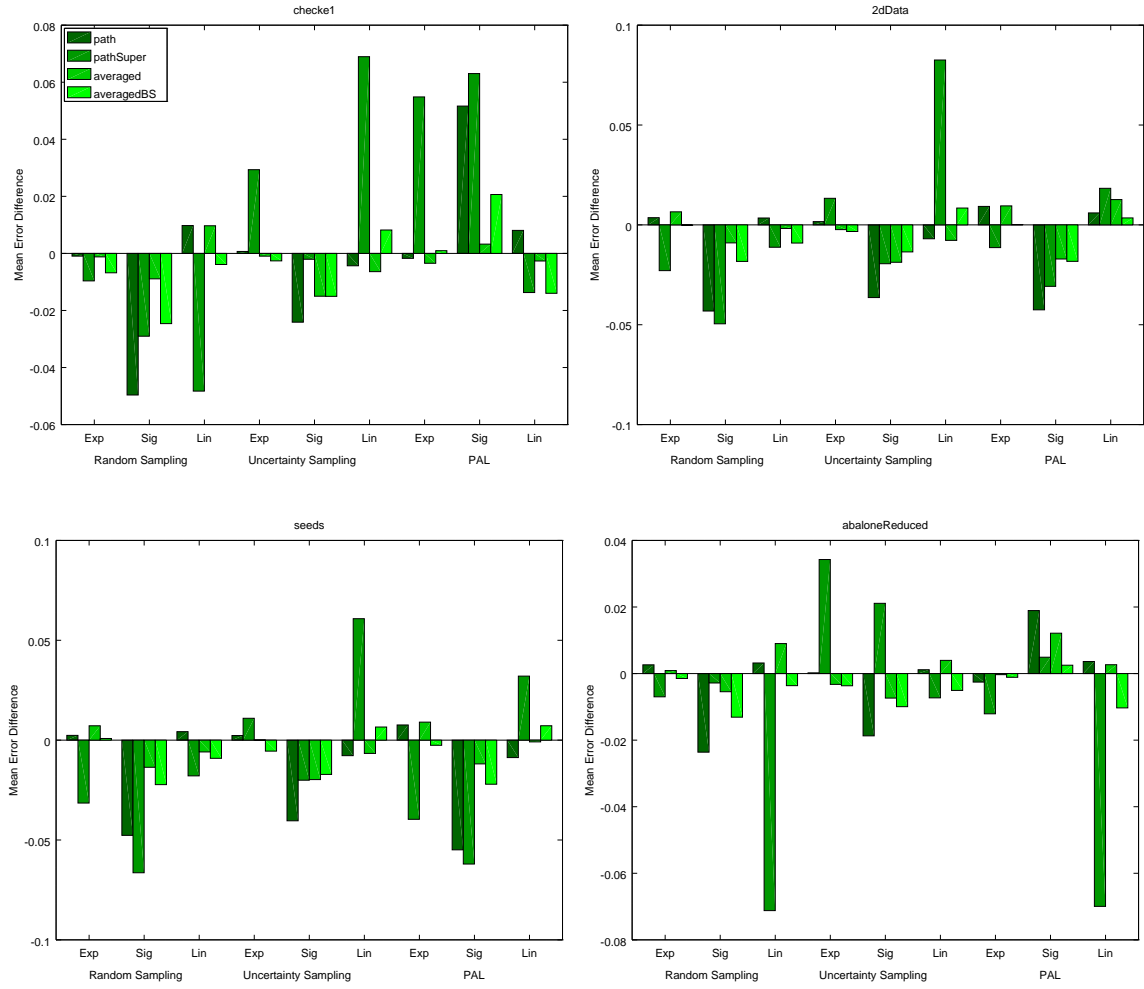 checke1
path
pathSuper
averaged
averagedBS
0.08
0.06
0.04
0.02
0
-0.02
-0.04
-0.06
Mean Error Difference
Exp Sig Lin Exp Sig Lin Exp Sig Lin
Random Sampling Uncertainty Sampling PAL
2dData
0.1
0.05
0
-0.05
-0.1
Mean Error Difference
Exp Sig Lin Exp Sig Lin Exp Sig Lin
Random Sampling Uncertainty Sampling PAL
seeds
0.1
0.05
0
-0.05
-0.1
Mean Error Difference
Exp Sig Lin Exp Sig Lin Exp Sig Lin
Random Sampling Uncertainty Sampling PAL
abaloneReduced
0.04
0.02
0
-0.02
-0.04
-0.06
-0.08
Mean Error Difference
Exp Sig Lin Exp Sig Lin Exp Sig Lin
Random Sampling Uncertainty Sampling PAL